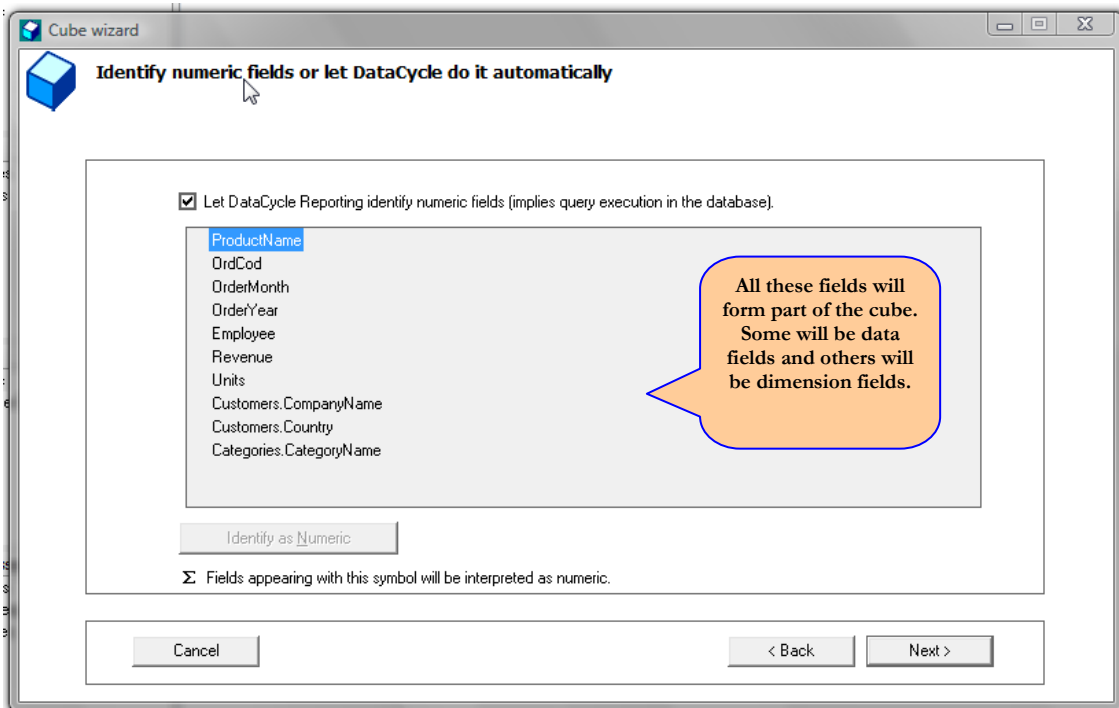 Cube wizard
Identify numeric fields or let DataCycle do it automatically
Let DataCycle Reporting identify numeric fields (implies query execution in the database).
ProductName
OrdCod
OrderMonth
OrderYear
Employee
Revenue
Units
Customers.CompanyName
Customers.Country
Categories.CategoryName
All these fields will
form part of the cube.
Some will be data
fields and others will
be dimension fields.
Identify as Numeric
Σ Fields appearing with this symbol will be interpreted as numeric.
Cancel
< Back
Next >